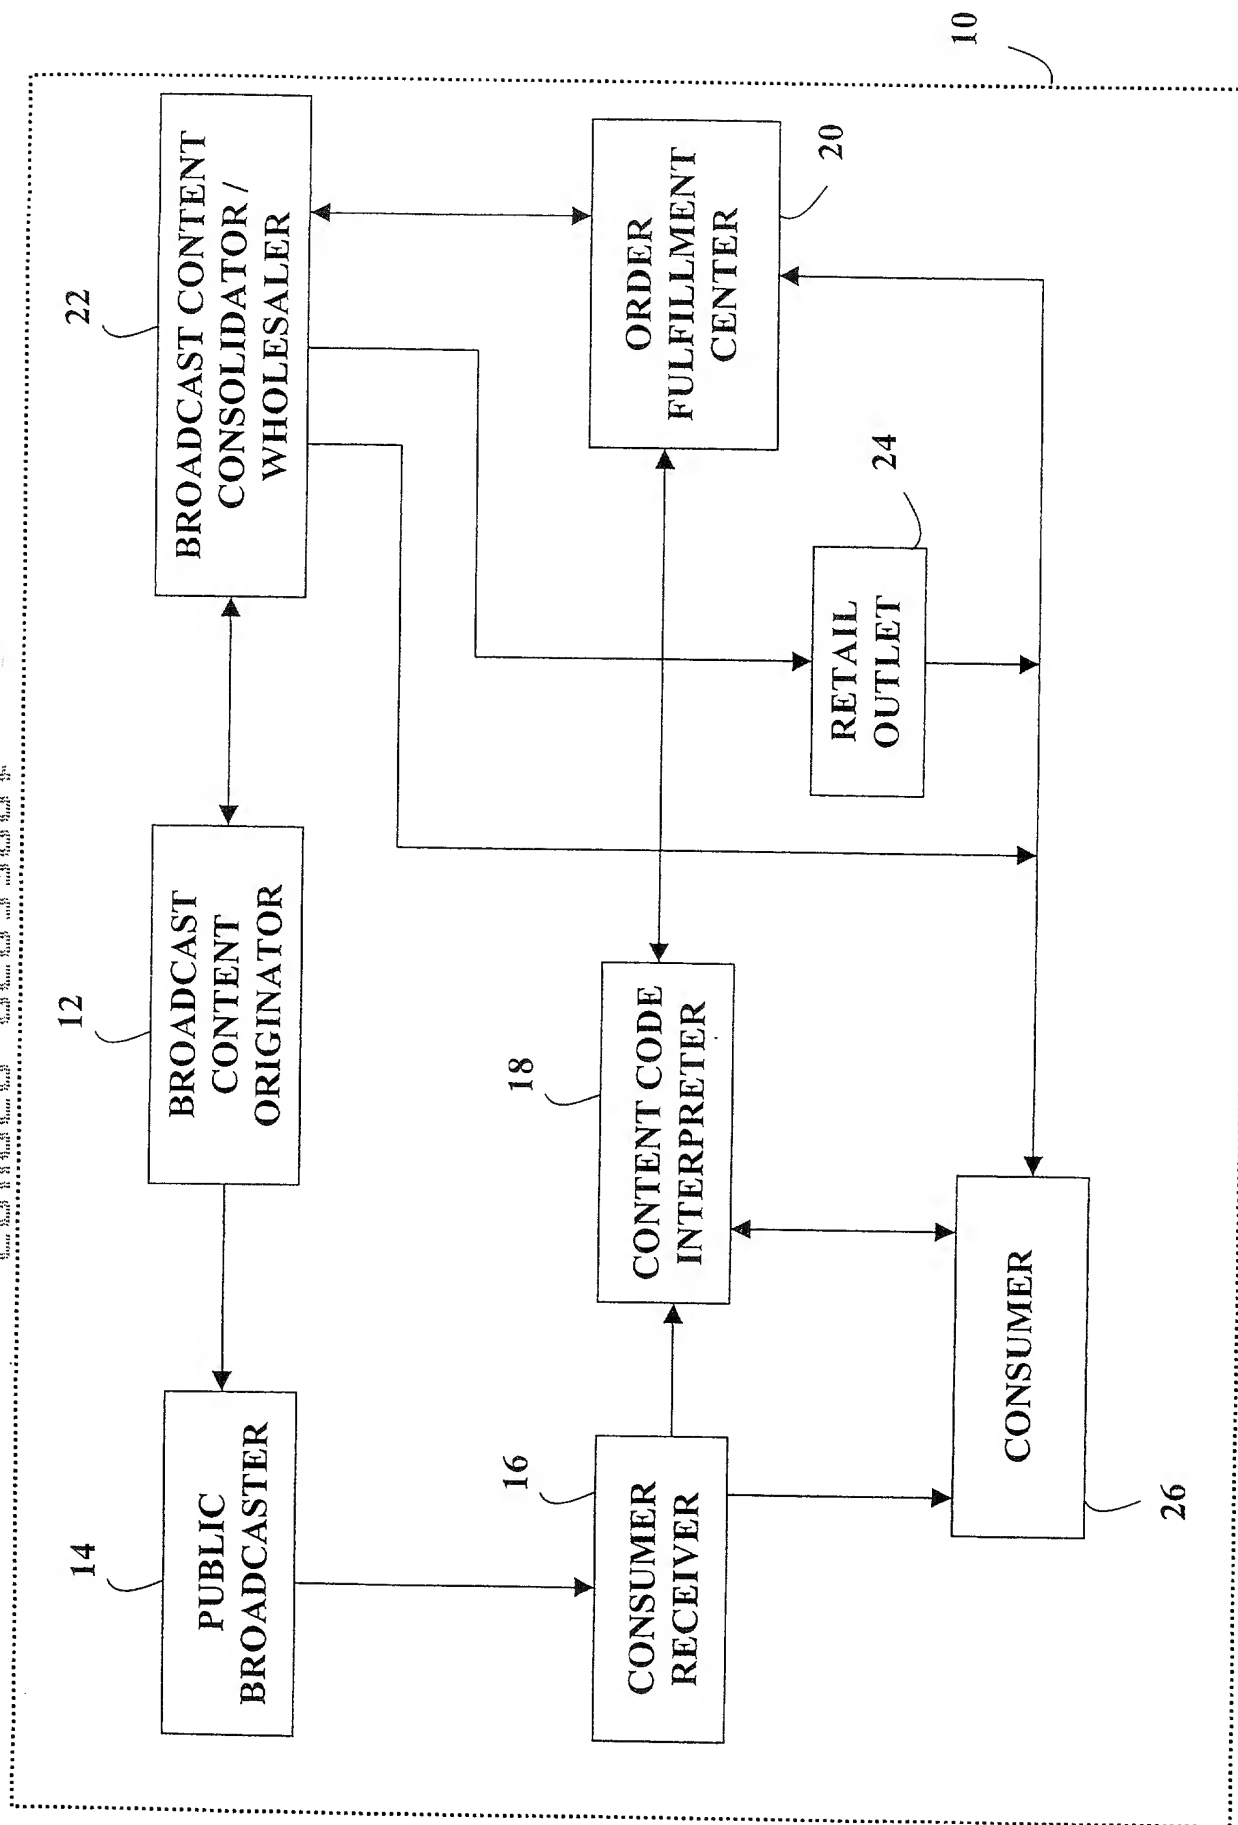 10
14
PUBLIC
BROADCASTER
12
BROADCAST
CONTENT
ORIGINATOR
22
BROADCAST CONTENT
CONSOLIDATOR /
WHOLESALER
16
CONSUMER
RECEIVER
18
CONTENT CODE
INTERPRETER
ORDER
FULFILLMENT
CENTER
20
24
RETAIL
OUTLET
CONSUMER
26